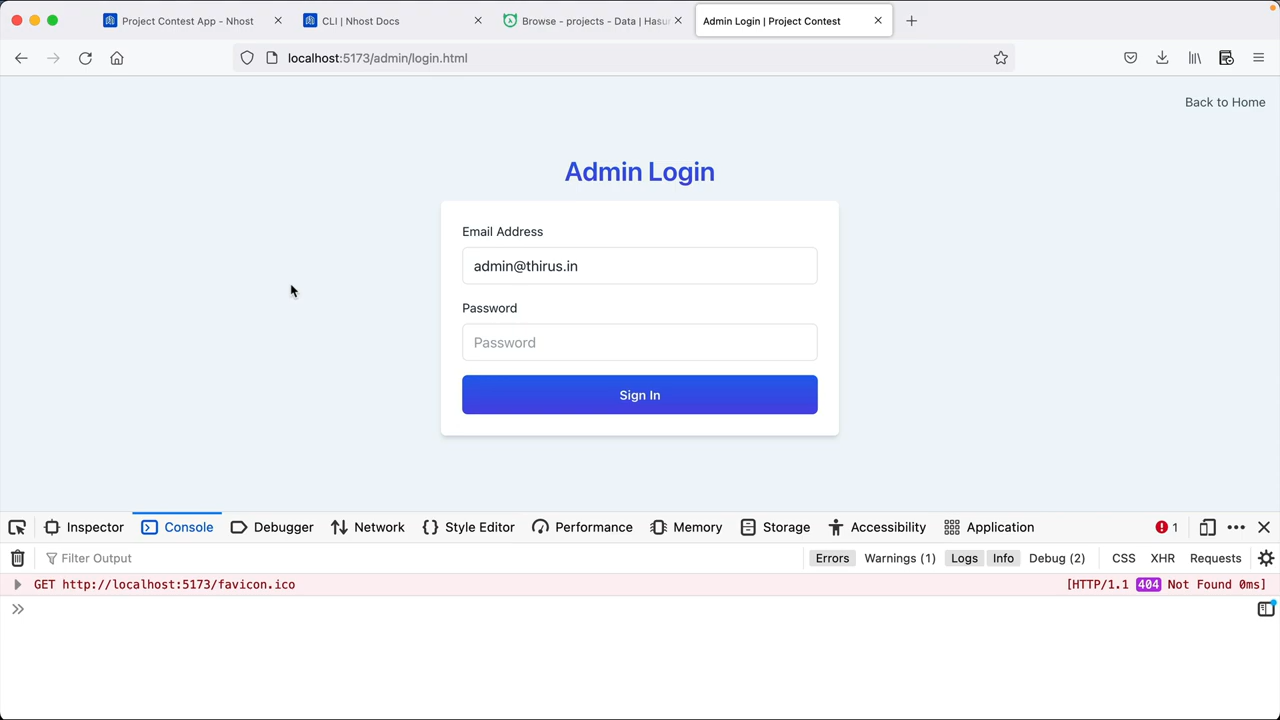 Project Contest App - Nhost
CLI | Nhost Docs
Browse - projects - Data | Hasur
Admin Login | Project Contest
localhost:5173/admin/login.html
Back to Home
Admin Login
Email Address
admin@thirus.in
Password
Password
Sign In
Inspector Console Debugger Network Style Editor Performance Memory Storage Accessibility Application 1
Filter Output Errors Warnings (1) Logs Info Debug (2) CSS XHR Requests
GET http://localhost:5173/favicon.ico [HTTP/1.1 404 Not Found 0ms]